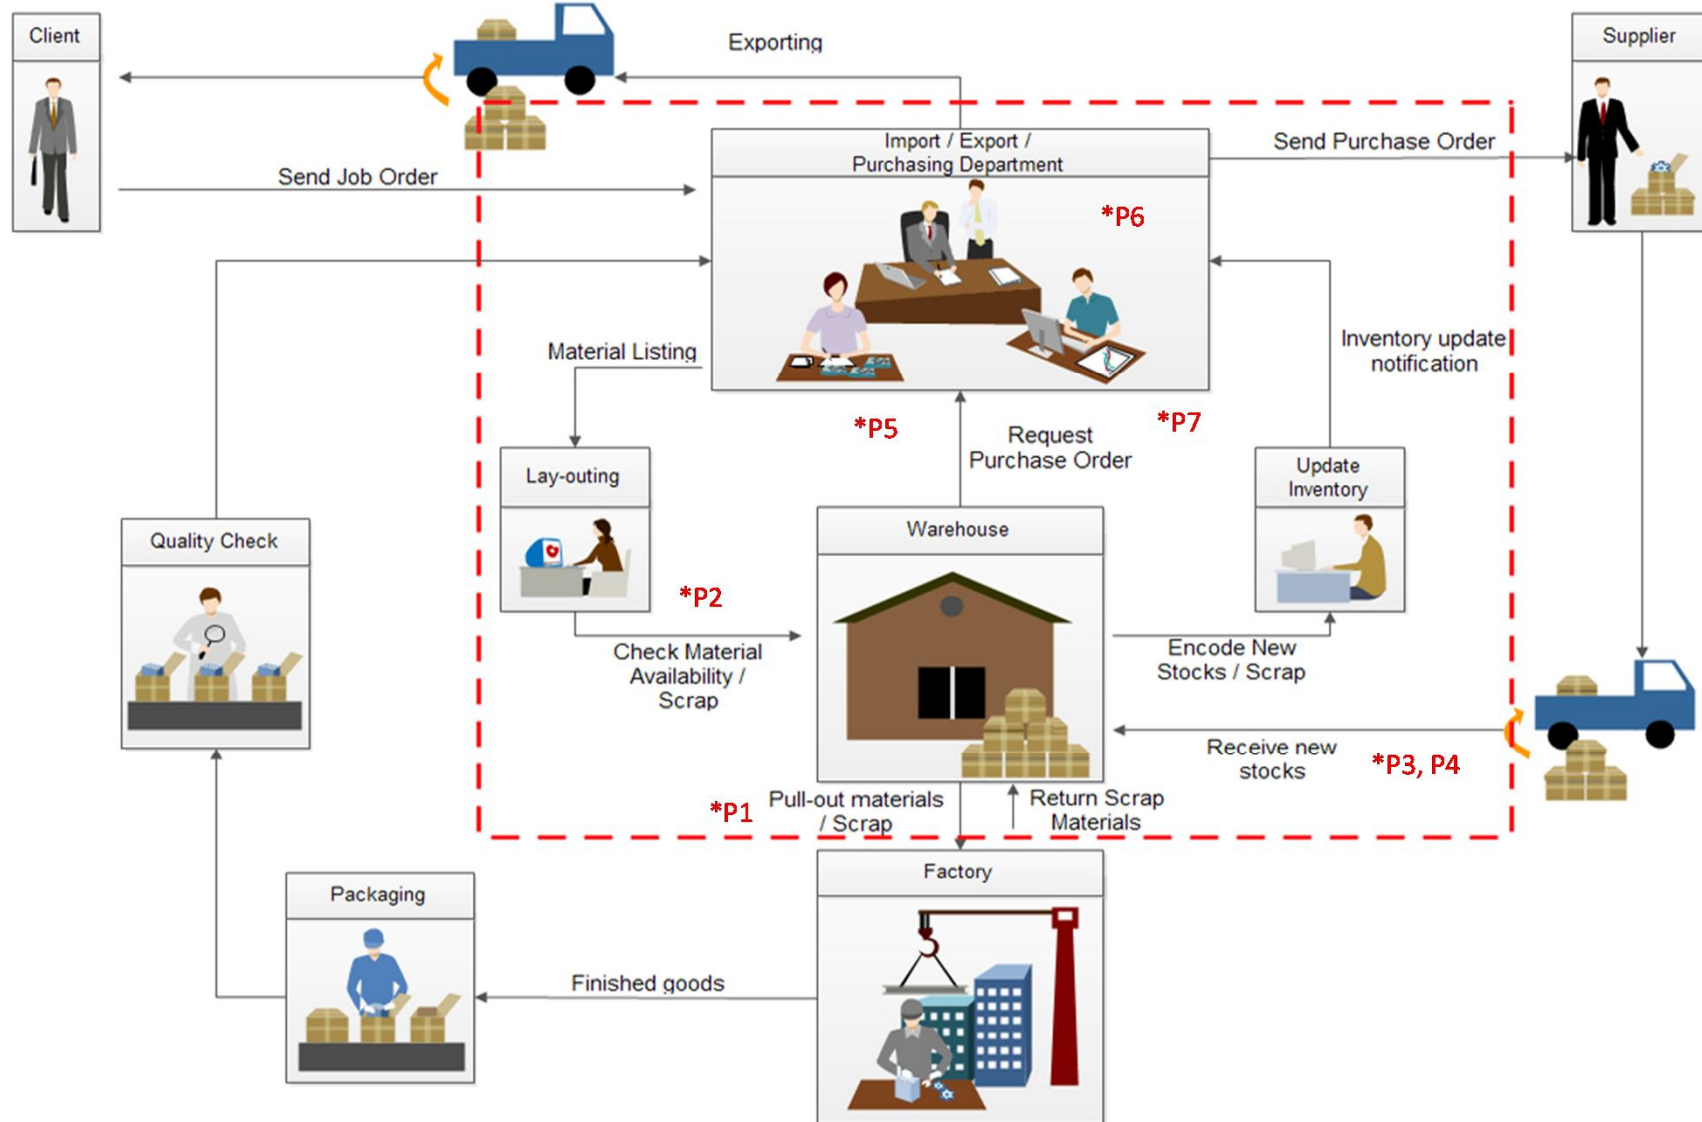 Client
Exporting
Supplier
Import / Export /
Purchasing Department
Send Purchase Order
Send Job Order
*P6
Material Listing
Inventory update
notification
*P5
*P7
Request
Purchase Order
Lay-outing
Update
Inventory
Quality Check
Warehouse
*P2
Check Material
Availability /
Scrap
Encode New
Stocks / Scrap
Receive new
stocks
*P3, P4
*P1
Pull-out materials
/ Scrap
Return Scrap
Materials
Factory
Packaging
Finished goods